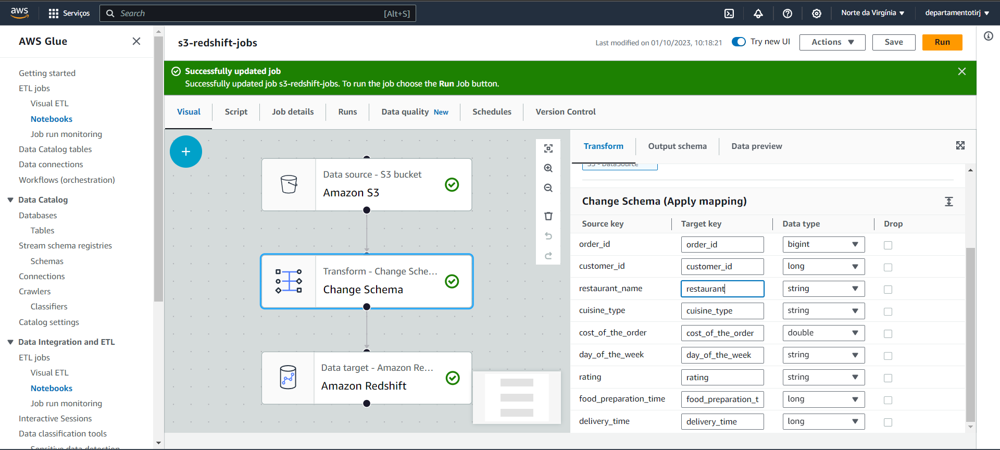 aws
Serviços
Search
[Alt+S]
Norte da Virgínia
departamentotirj
AWS Glue
Getting started
ETL jobs
Visual ETL
Notebooks
Job run monitoring
Data Catalog tables
Data connections
Workflows (orchestration)
Data Catalog
Databases
Tables
Stream schema registries
Schemas
Connections
Crawlers
Classifiers
Catalog settings
Data Integration and ETL
ETL jobs
Visual ETL
Notebooks
Job run monitoring
Interactive Sessions
Data classification tools
Sensitive data detection
s3-redshift-jobs
Last modified on 01/10/2023, 10:18:21
Try new UI
Actions
Save
Run
Successfully updated job
Successfully updated job s3-redshift-jobs. To run the job choose the Run Job button.
Visual
Script
Job details
Runs
Data quality New
Schedules
Version Control
Data source - S3 bucket
Amazon S3
Transform - Change Sche...
Change Schema
Data target - Amazon Re...
Amazon Redshift
Transform
Output schema
Data preview
S3 - DataSource
Change Schema (Apply mapping)
Source key Target key Data type Drop
order_id order_id bigint
customer_id customer_id long
restaurant_name restaurant string
cuisine_type cuisine_type string
cost_of_the_order cost_of_the_order double
day_of_the_week day_of_the_week string
rating rating string
food_preparation_time food_preparation_t long
delivery_time delivery_time long